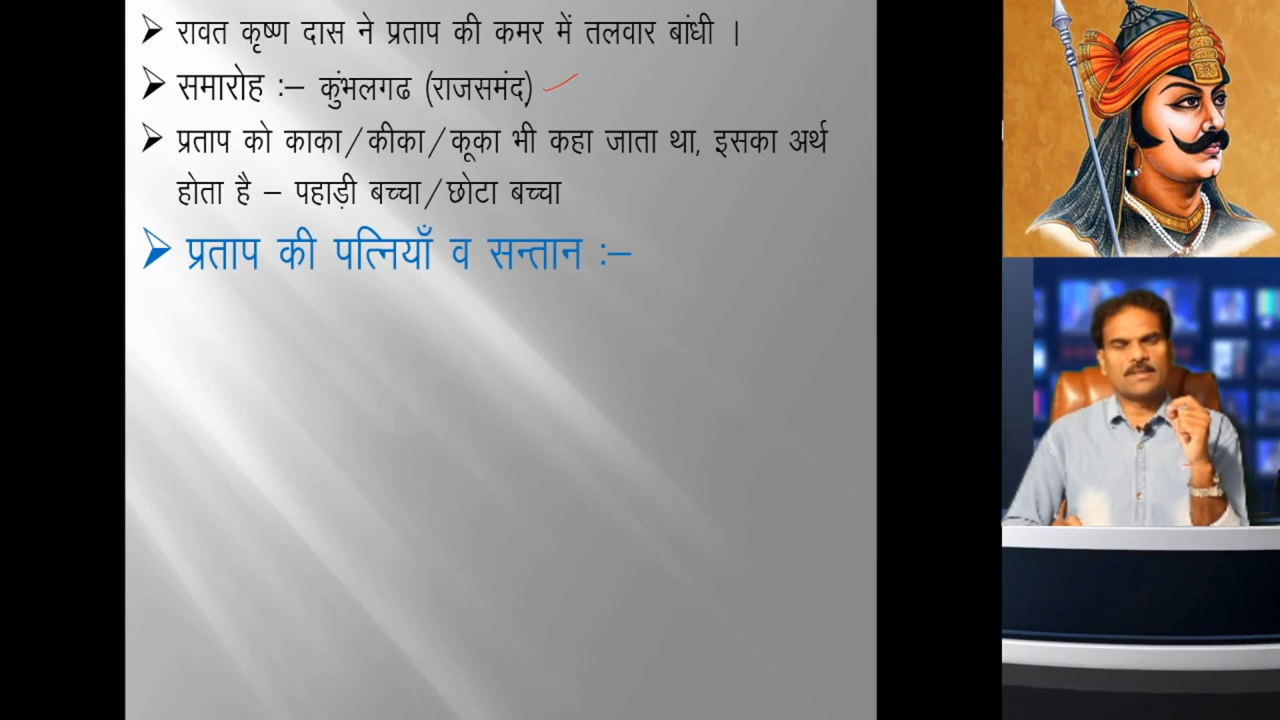 ➢ रावत कृष्ण दास ने प्रताप की कमर में तलवार बांधी ।
➢ समारोह :– कुंभलगढ (राजसमंद)
➢ प्रताप को काका/कीका/कूका भी कहा जाता था, इसका अर्थ
होता है – पहाड़ी बच्चा/छोटा बच्चा
➢ प्रताप की पत्नियाँ व सन्तान :–